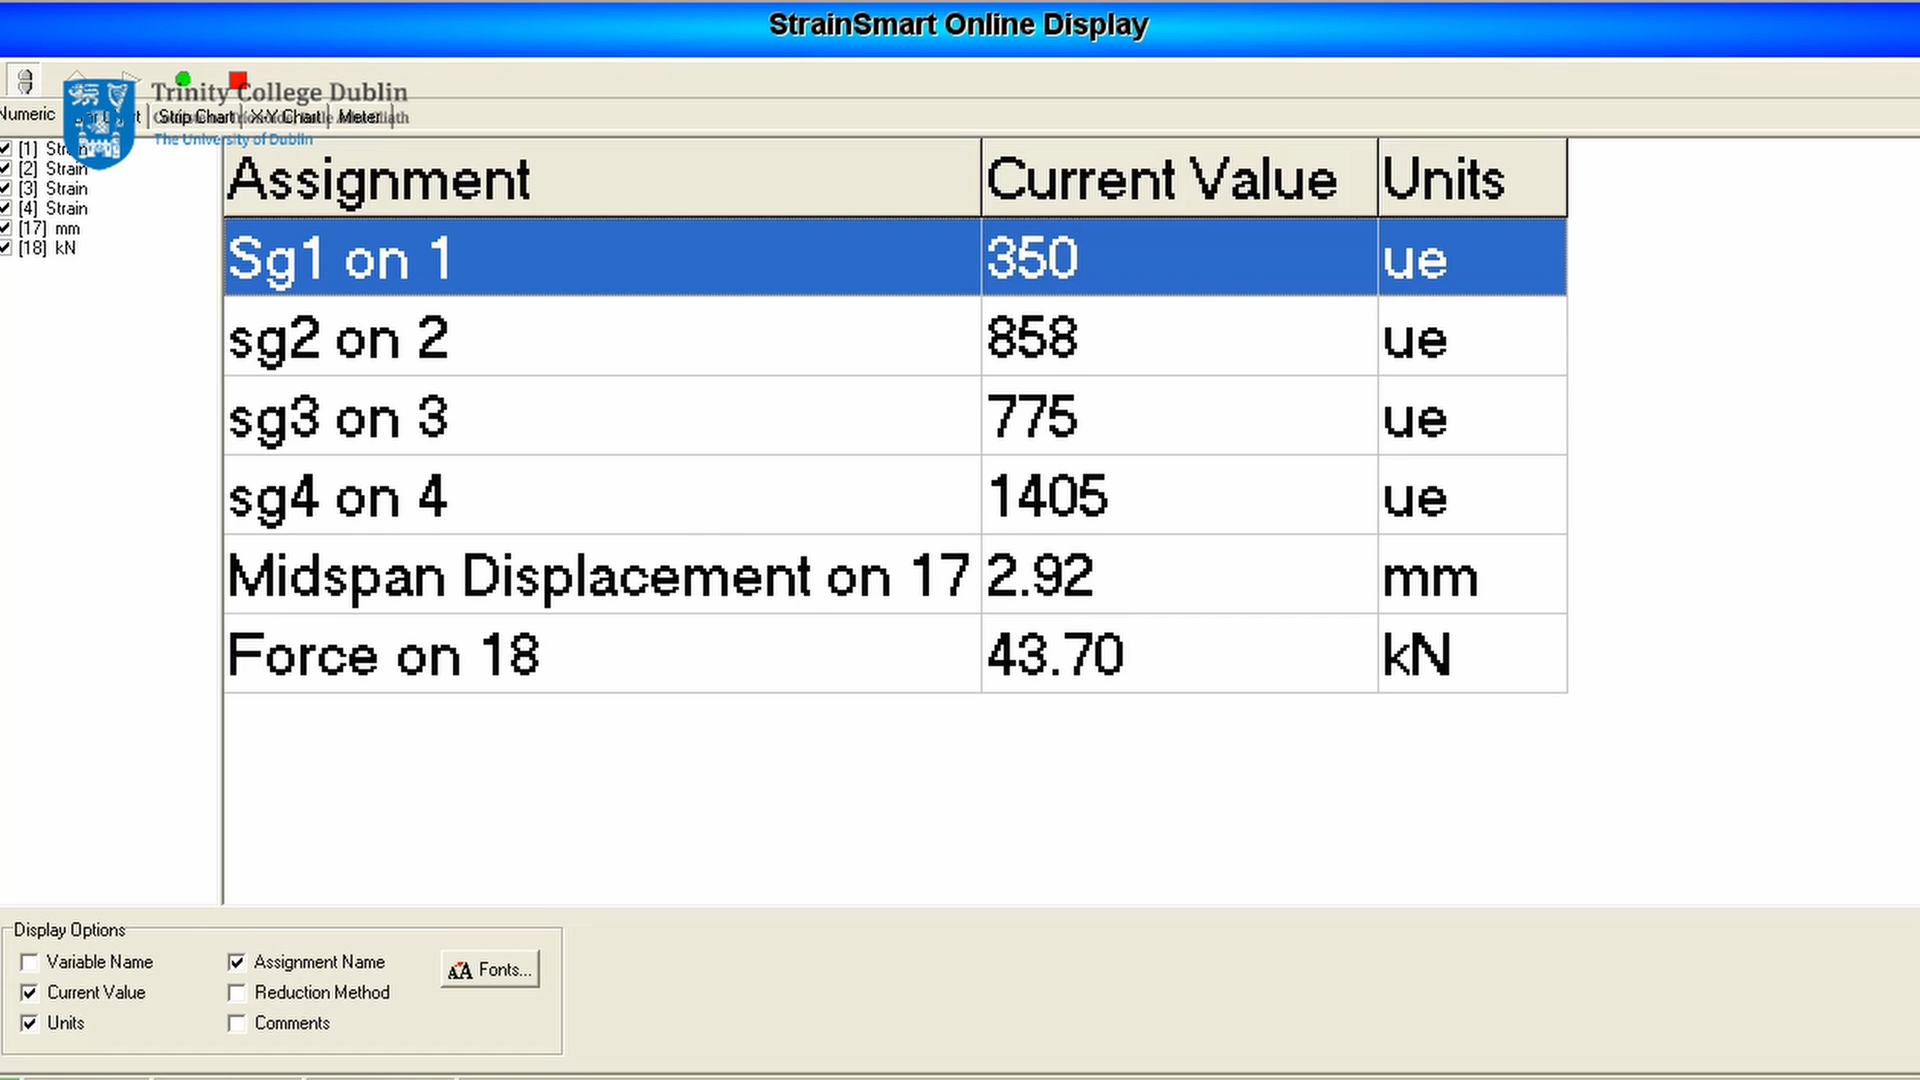 StrainSmart Online Display
Trinity College Dublin
Numeric
Strip Chart
X-Y Chart
Meter
The University of Dublin
[1] Strain
[2] Strain
[3] Strain
[4] Strain
[17] mm
[18] kN
Assignment Current Value Units
Sg1 on 1 350 ue
sg2 on 2 858 ue
sg3 on 3 775 ue
sg4 on 4 1405 ue
Midspan Displacement on 17 2.92 mm
Force on 18 43.70 kN
Display Options
Variable Name Assignment Name Fonts...
Current Value Reduction Method
Units Comments